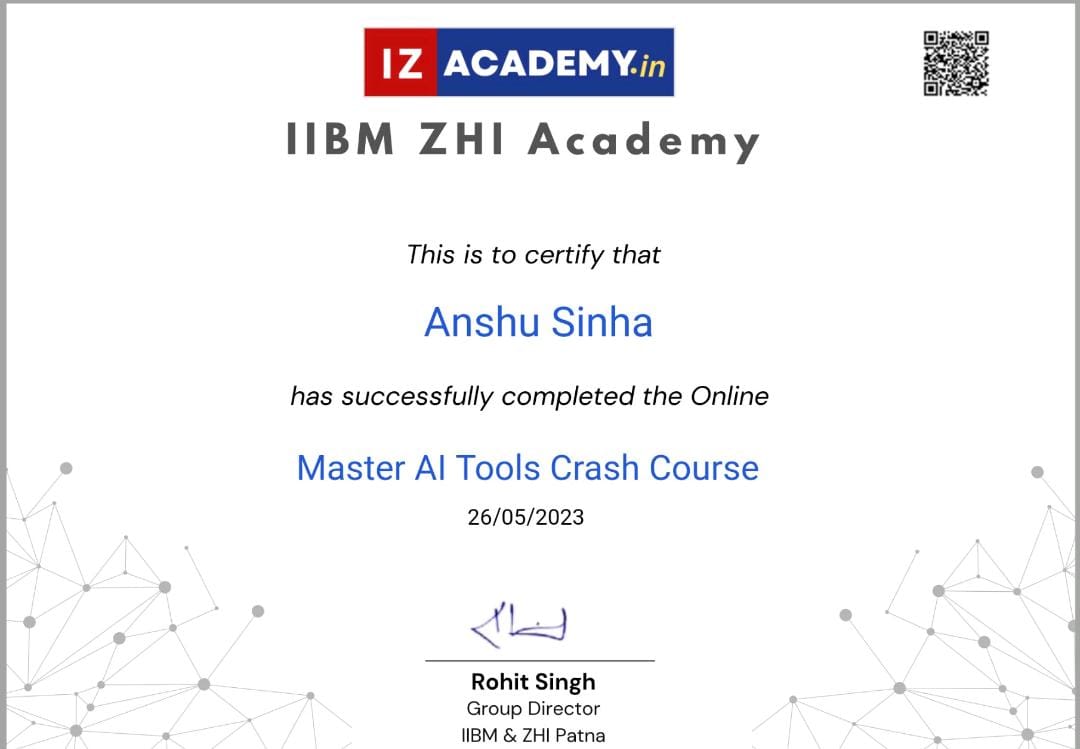 IZ ACADEMY.in
IIBM ZHI Academy
This is to certify that
Anshu Sinha
has successfully completed the Online
Master AI Tools Crash Course
26/05/2023
Rohit Singh
Group Director
IIBM & ZHI Patna